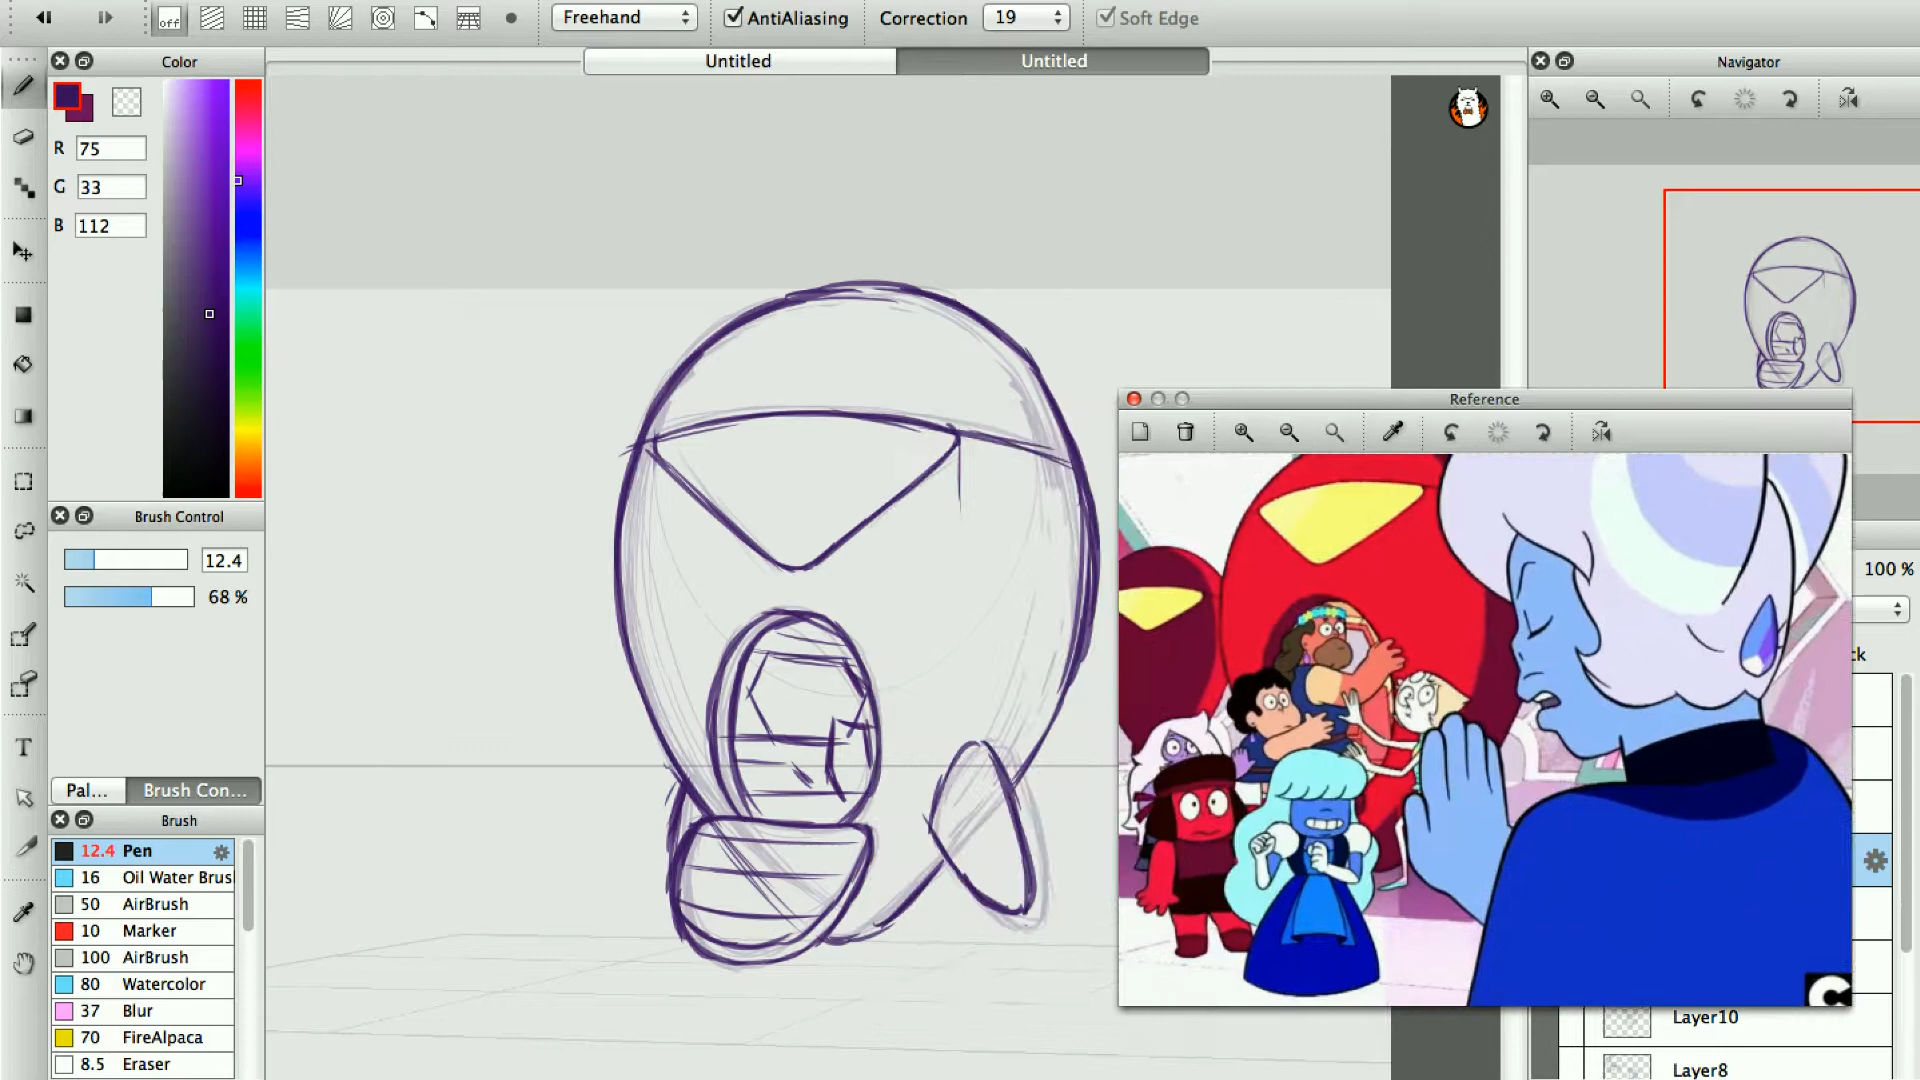 off
Freehand
AntiAliasing
Correction
19
Soft Edge
Color
Untitled
Untitled
Navigator
R 75
G 33
B 112
Brush Control
12.4
68 %
Reference
100 %
ck
Pal...
Brush Con...
Brush
12.4 Pen
16 Oil Water Brus
50 AirBrush
10 Marker
100 AirBrush
80 Watercolor
37 Blur
70 FireAlpaca
8.5 Eraser
T
C
Layer10
Layer8